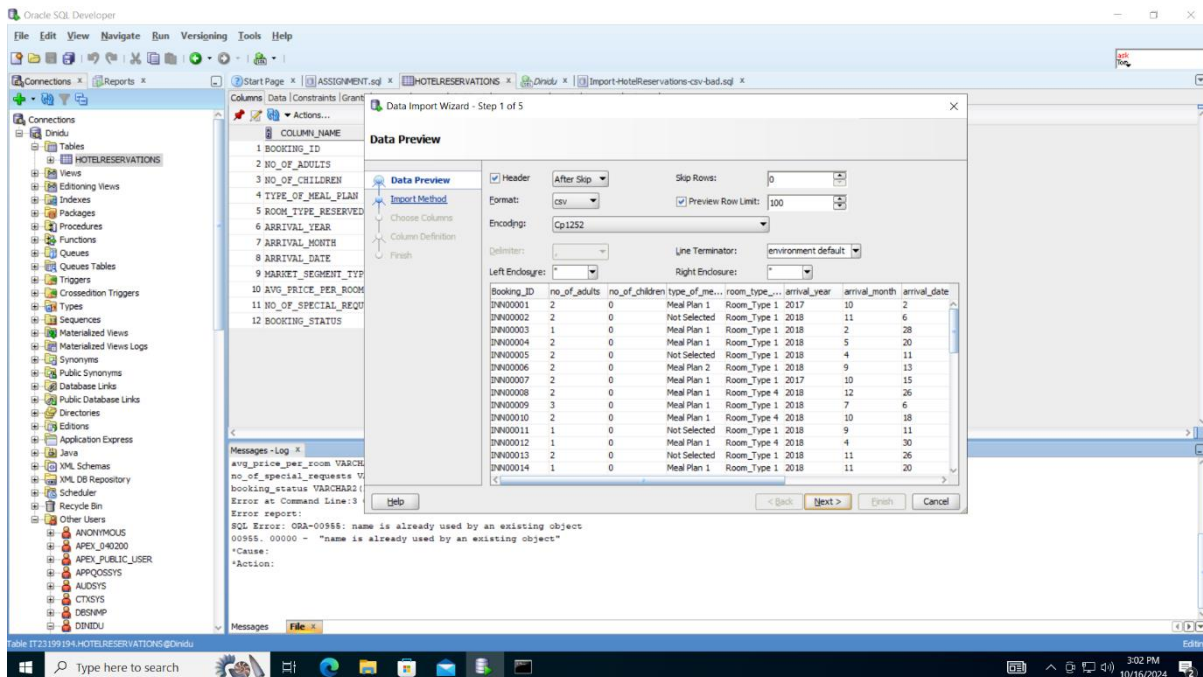 Oracle SQL Developer
File Edit View Navigate Run Versioning Tools Help
Connections
Reports
Start Page
ASSIGNMENT.sql
HOTELRESERVATIONS
Dinidu
Import-HotelReservations-csv-bad.sql
Columns Data Constraints Grant
Actions...
COLUMN_NAME
1 BOOKING_ID
2 NO_OF_ADULTS
3 NO_OF_CHILDREN
4 TYPE_OF_MEAL_PLAN
5 ROOM_TYPE_RESERVED
6 ARRIVAL_YEAR
7 ARRIVAL_MONTH
8 ARRIVAL_DATE
9 MARKET_SEGMENT_TYP
10 AVG_PRICE_PER_ROOM
11 NO_OF_SPECIAL_REQU
12 BOOKING_STATUS
Connections
Dinidu
Tables
HOTELRESERVATIONS
Views
Editioning Views
Indexes
Packages
Procedures
Functions
Queues
Queues Tables
Triggers
Crossedition Triggers
Types
Sequences
Materialized Views
Materialized Views Logs
Synonyms
Public Synonyms
Database Links
Public Database Links
Directories
Editions
Application Express
Java
XML Schemas
XML DB Repository
Scheduler
Recycle Bin
Other Users
ANONYMOUS
APEX_040200
APEX_PUBLIC_USER
APPQOSSYS
AUDSYS
CTXSYS
DBSNMP
DINIDU
Data Import Wizard - Step 1 of 5
Data Preview
Data Preview
Import Method
Choose Columns
Column Definition
Finish
Header After Skip Skip Rows: 0
Format: csv Preview Row Limit: 100
Encoding: Cp1252
Delimiter: , Line Terminator: environment default
Left Enclosure: " Right Enclosure: "
Booking_ID no_of_adults no_of_children type_of_me... room_type_... arrival_year arrival_month arrival_date
INN00001 2 0 Meal Plan 1 Room_Type 1 2017 10 2
INN00002 2 0 Not Selected Room_Type 1 2018 11 6
INN00003 1 0 Meal Plan 1 Room_Type 1 2018 2 28
INN00004 2 0 Meal Plan 1 Room_Type 1 2018 5 20
INN00005 2 0 Not Selected Room_Type 1 2018 4 11
INN00006 2 0 Meal Plan 2 Room_Type 1 2018 9 13
INN00007 2 0 Meal Plan 1 Room_Type 1 2017 10 15
INN00008 2 0 Meal Plan 1 Room_Type 4 2018 12 26
INN00009 3 0 Meal Plan 1 Room_Type 1 2018 7 6
INN00010 2 0 Meal Plan 1 Room_Type 4 2018 10 18
INN00011 1 0 Not Selected Room_Type 1 2018 9 11
INN00012 1 0 Meal Plan 1 Room_Type 4 2018 4 30
INN00013 2 0 Not Selected Room_Type 1 2018 11 26
INN00014 1 0 Meal Plan 1 Room_Type 1 2018 11 20
Help < Back Next > Finish Cancel
Messages - Log
avg_price_per_room VARCH
no_of_special_requests V
booking_status VARCHAR2(
Error at Command Line:3
Error report:
SQL Error: ORA-00955: name is already used by an existing object
00955. 00000 - "name is already used by an existing object"
*Cause:
*Action:
Messages File
Table IT23199194.HOTELRESERVATIONS@Dinidu
Editin
Type here to search
3:02 PM
10/16/2024